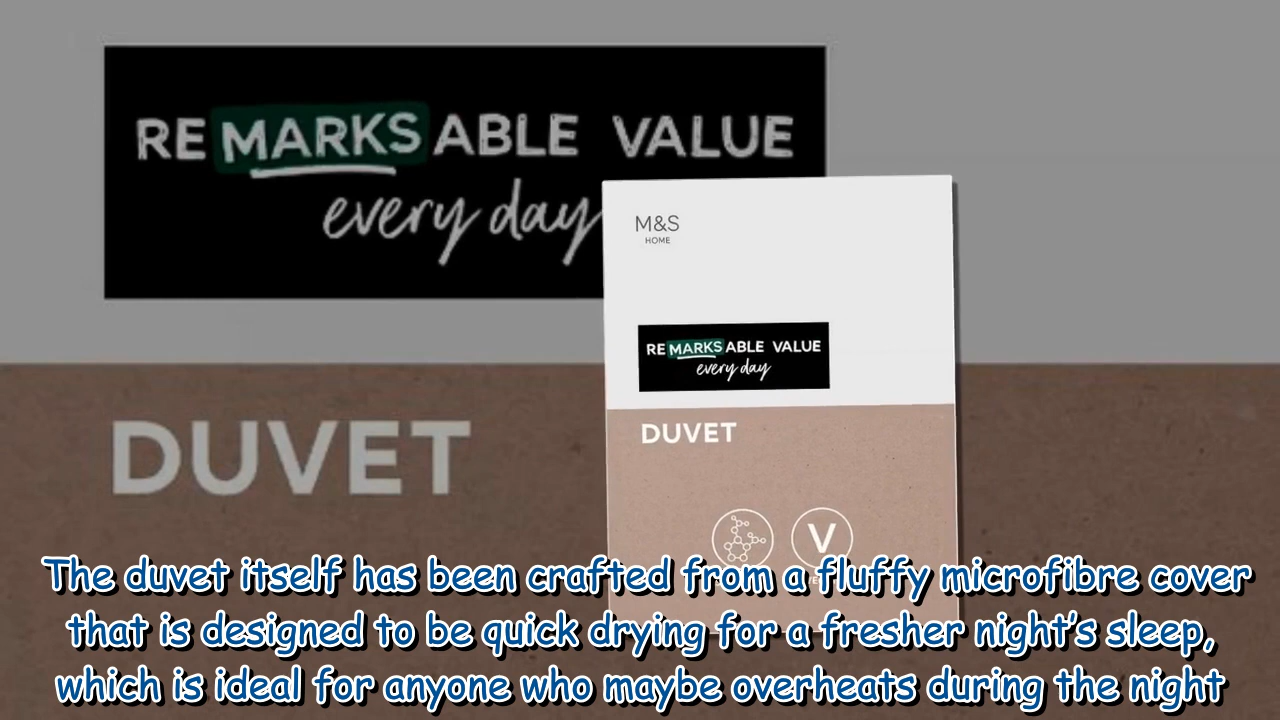 REMARKSABLE VALUE
every day
DUVET
M&S
HOME
REMARKSABLE VALUE
every day
DUVET
V
The duvet itself has been crafted from a fluffy microfibre cover
that is designed to be quick drying for a fresher night's sleep,
which is ideal for anyone who maybe overheats during the night